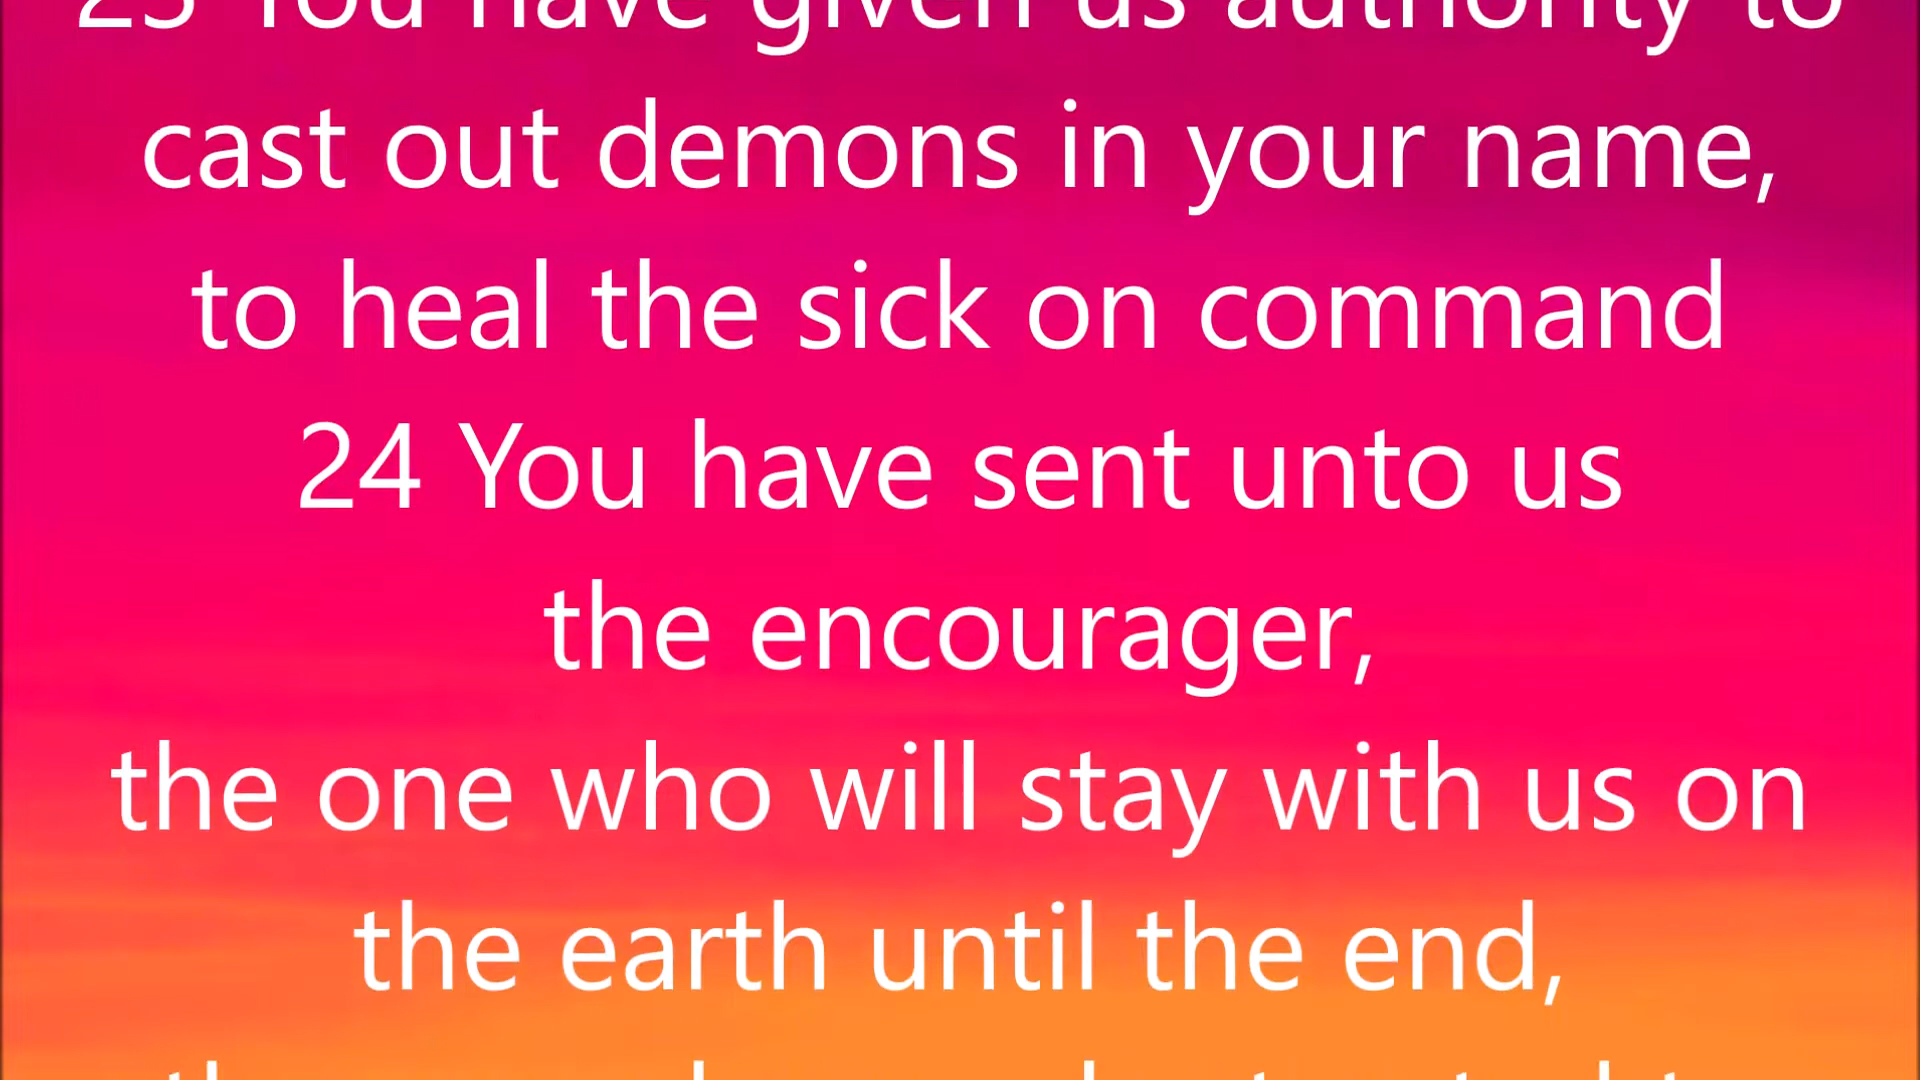 23 You have given us authority to
cast out demons in your name,
to heal the sick on command
24 You have sent unto us
the encourager,
the one who will stay with us on
the earth until the end,